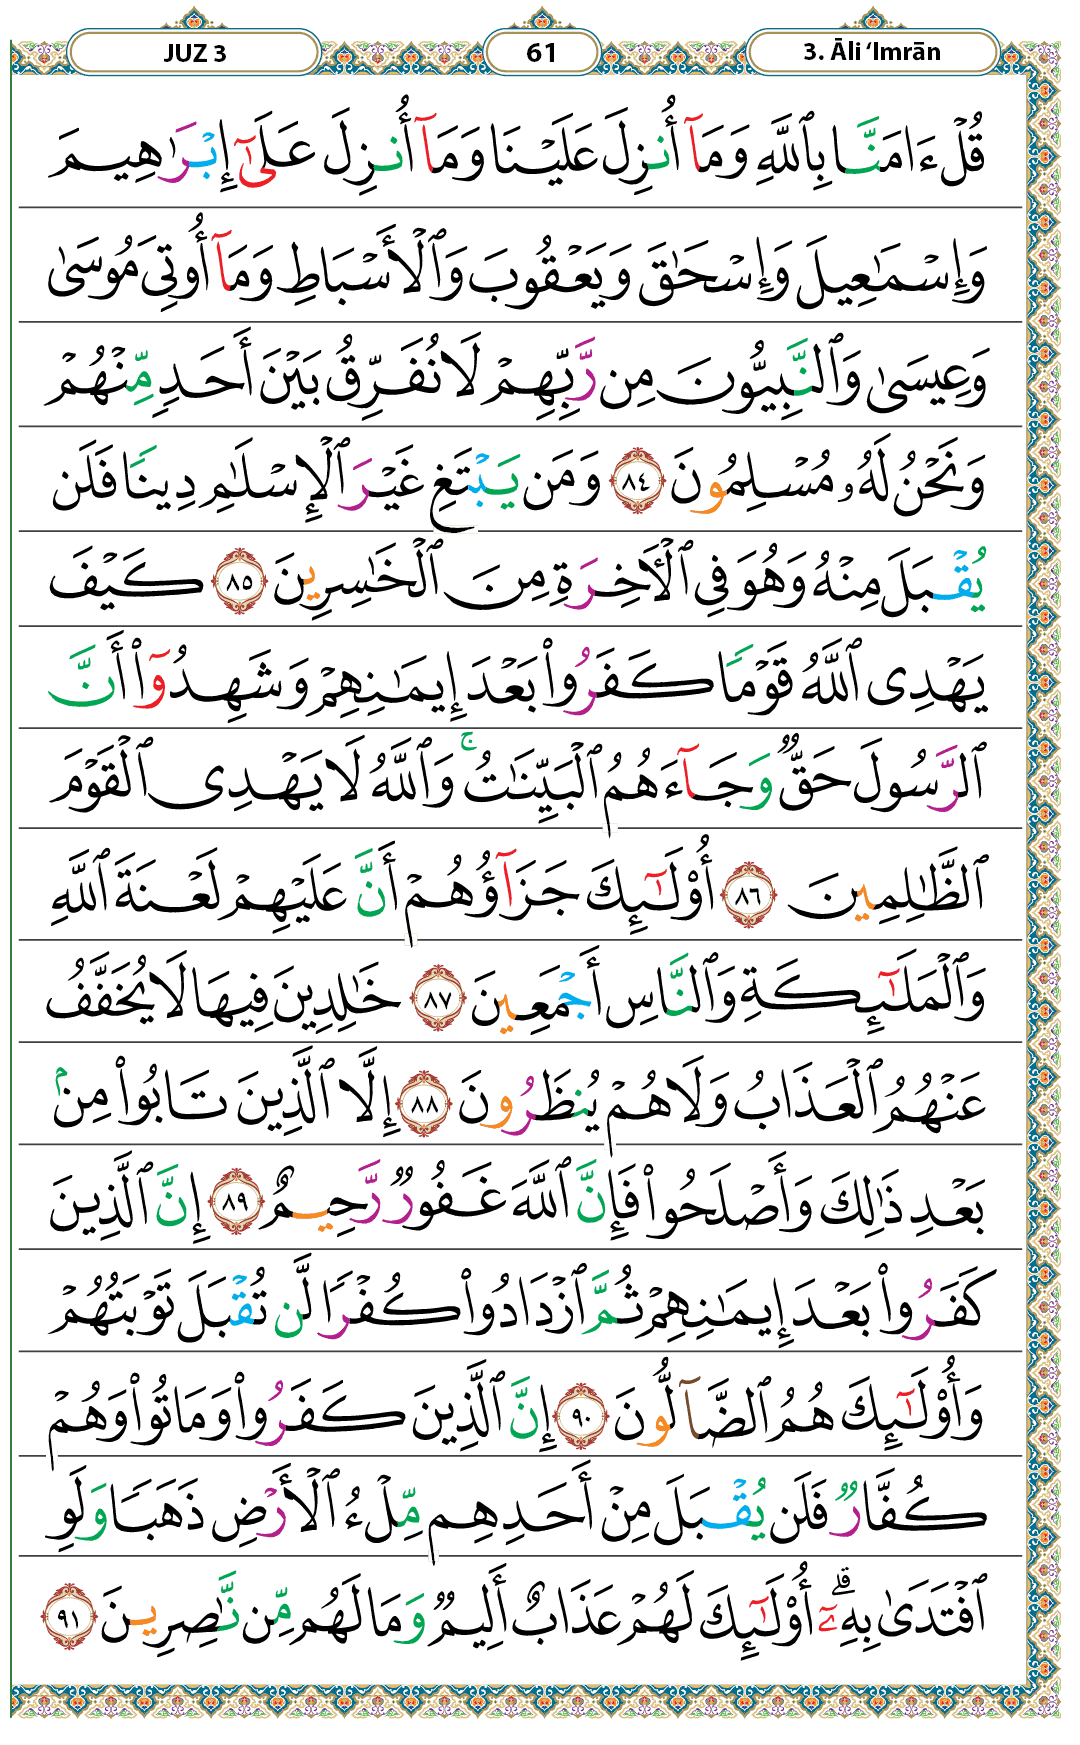 JUZ 3 61 3. Āli ‘Imrān
قُلْ ءَامَنَّا بِٱللَّهِ وَمَآ أُنزِلَ عَلَيْنَا وَمَآ أُنزِلَ عَلَىٰٓ إِبْرَٰهِيمَ
وَإِسْمَٰعِيلَ وَإِسْحَٰقَ وَيَعْقُوبَ وَٱلْأَسْبَاطِ وَمَآ أُوتِىَ مُوسَىٰ
وَعِيسَىٰ وَٱلنَّبِيُّونَ مِن رَّبِّهِمْ لَا نُفَرِّقُ بَيْنَ أَحَدٍ مِّنْهُمْ
وَنَحْنُ لَهُۥ مُسْلِمُونَ ٨٤ وَمَن يَبْتَغِ غَيْرَ ٱلْإِسْلَٰمِ دِينًا فَلَن
يُقْبَلَ مِنْهُ وَهُوَ فِى ٱلْأَخِرَةِ مِنَ ٱلْخَٰسِرِينَ ٨٥ كَيْفَ
يَهْدِى ٱللَّهُ قَوْمًا كَفَرُوا۟ بَعْدَ إِيمَٰنِهِمْ وَشَهِدُوٓا۟ أَنَّ
ٱلرَّسُولَ حَقٌّ وَجَآءَهُمُ ٱلْبَيِّنَٰتُ ۚ وَٱللَّهُ لَا يَهْدِى ٱلْقَوْمَ
ٱلظَّٰلِمِينَ ٨٦ أُو۟لَٰٓئِكَ جَزَآؤُهُمْ أَنَّ عَلَيْهِمْ لَعْنَةَ ٱللَّهِ
وَٱلْمَلَٰٓئِكَةِ وَٱلنَّاسِ أَجْمَعِينَ ٨٧ خَٰلِدِينَ فِيهَا لَا يُخَفَّفُ
عَنْهُمُ ٱلْعَذَابُ وَلَا هُمْ يُنظَرُونَ ٨٨ إِلَّا ٱلَّذِينَ تَابُوا۟ مِنۢ
بَعْدِ ذَٰلِكَ وَأَصْلَحُوا۟ فَإِنَّ ٱللَّهَ غَفُورٌ رَّحِيمٌ ٨٩ إِنَّ ٱلَّذِينَ
كَفَرُوا۟ بَعْدَ إِيمَٰنِهِمْ ثُمَّ ٱزْدَادُوا۟ كُفْرًا لَّن تُقْبَلَ تَوْبَتُهُمْ
وَأُو۟لَٰٓئِكَ هُمُ ٱلضَّآلُّونَ ٩٠ إِنَّ ٱلَّذِينَ كَفَرُوا۟ وَمَاتُوا۟ وَهُمْ
كُفَّارٌ فَلَن يُقْبَلَ مِنْ أَحَدِهِم مِّلْءُ ٱلْأَرْضِ ذَهَبًا وَلَوِ
ٱفْتَدَىٰ بِهِۦٓ ۗ أُو۟لَٰٓئِكَ لَهُمْ عَذَابٌ أَلِيمٌ وَمَا لَهُم مِّن نَّٰصِرِينَ ٩١